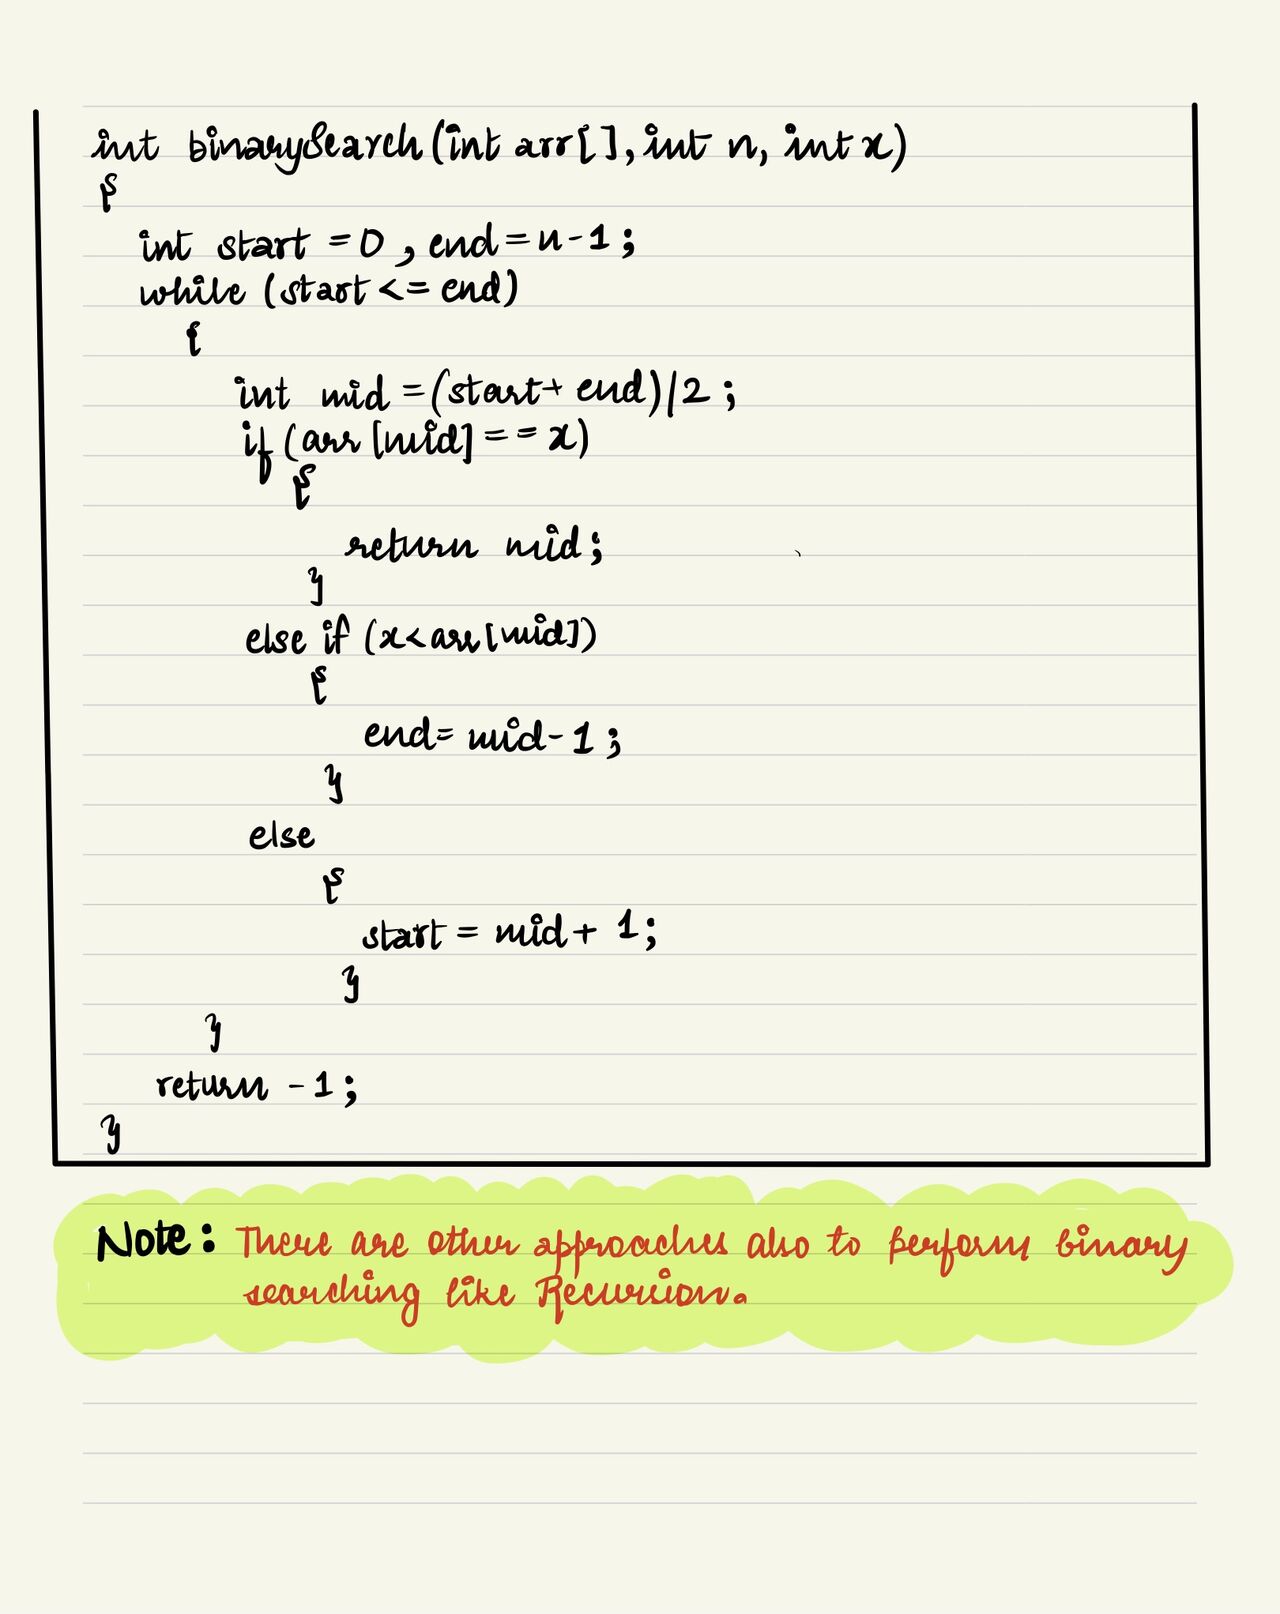 int binarySearch(int arr[], int n, int x)
{
int start = 0, end = n-1;
while (start <= end)
{
int mid = (start + end)/2;
if (arr[mid] == x)
{
return mid;
}
else if (x < arr[mid])
{
end = mid - 1;
}
else
{
start = mid + 1;
}
}
return -1;
}
Note: There are other approaches also to perform binary
searching like Recursion.